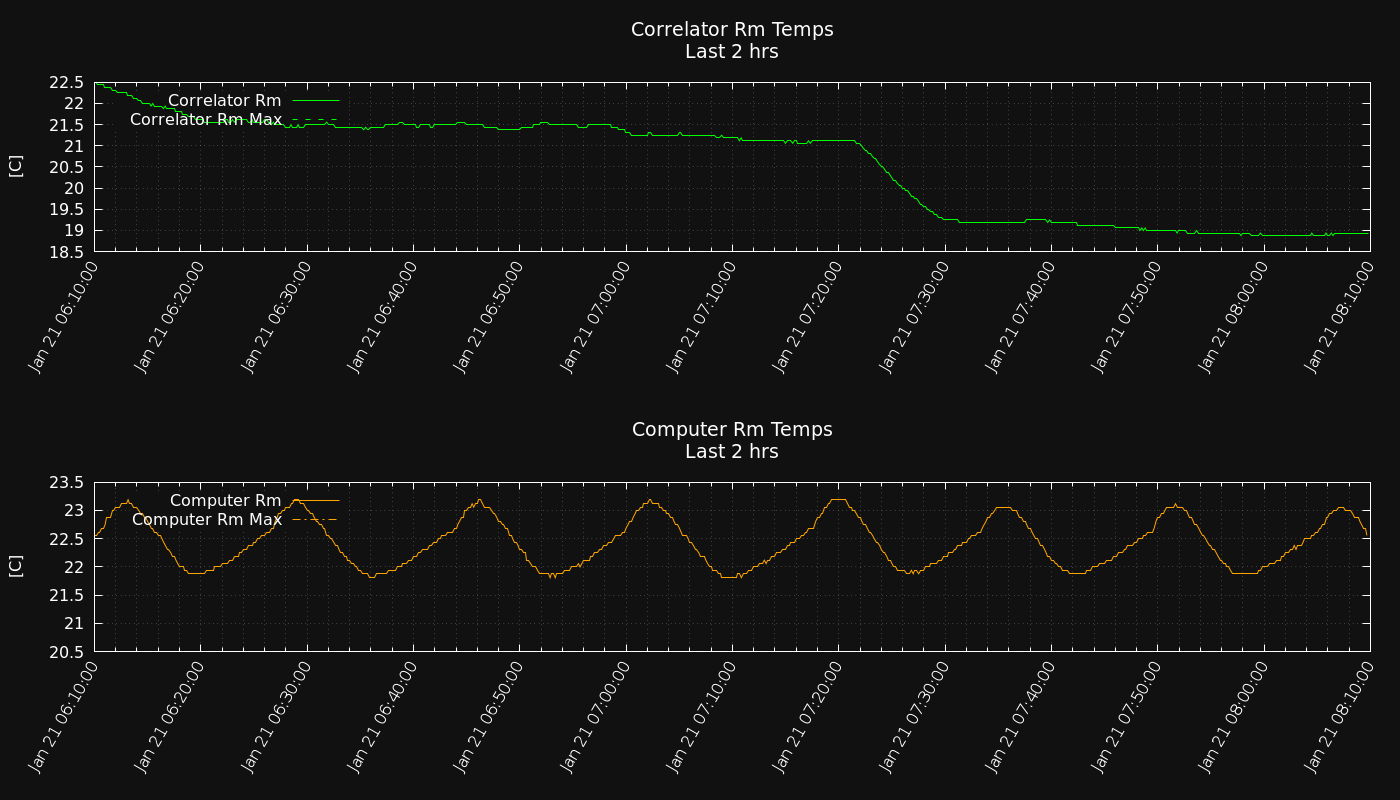 Correlator Rm Temps
Last 2 hrs
[C]
22.5
22
21.5
21
20.5
20
19.5
19
18.5
Correlator Rm
Correlator Rm Max
Jan 21 06:10:00
Jan 21 06:20:00
Jan 21 06:30:00
Jan 21 06:40:00
Jan 21 06:50:00
Jan 21 07:00:00
Jan 21 07:10:00
Jan 21 07:20:00
Jan 21 07:30:00
Jan 21 07:40:00
Jan 21 07:50:00
Jan 21 08:00:00
Jan 21 08:10:00
Computer Rm Temps
Last 2 hrs
[C]
23.5
23
22.5
22
21.5
21
20.5
Computer Rm
Computer Rm Max
Jan 21 06:10:00
Jan 21 06:20:00
Jan 21 06:30:00
Jan 21 06:40:00
Jan 21 06:50:00
Jan 21 07:00:00
Jan 21 07:10:00
Jan 21 07:20:00
Jan 21 07:30:00
Jan 21 07:40:00
Jan 21 07:50:00
Jan 21 08:00:00
Jan 21 08:10:00